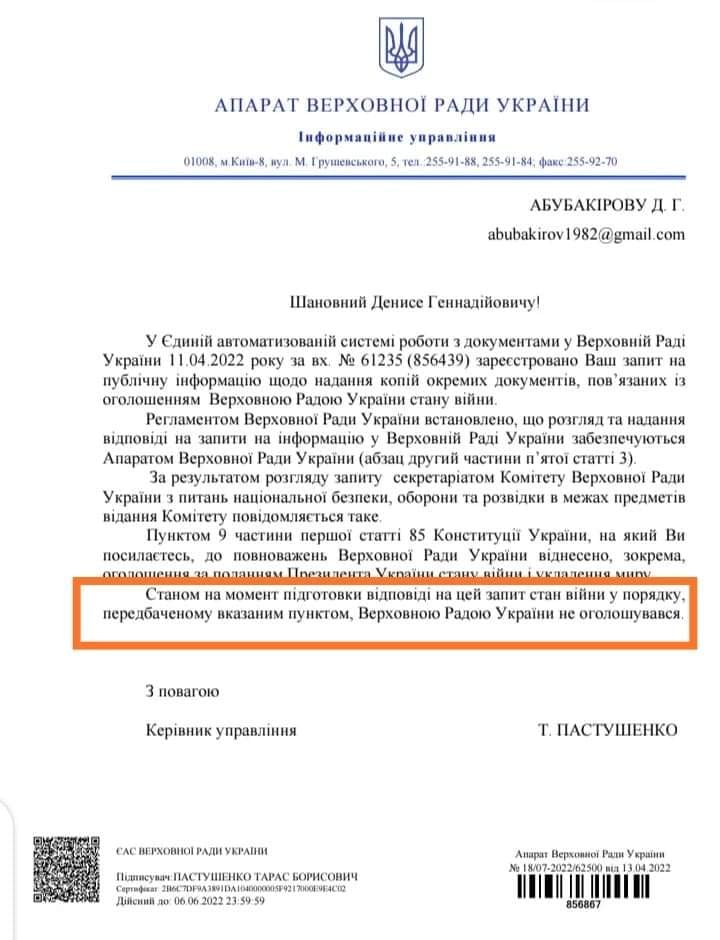 АПАРАТ ВЕРХОВНОЇ РАДИ УКРАЇНИ
Інформаційне управління
01008, м.Київ-8, вул. М. Грушевського, 5, тел.:255-91-88, 255-91-84; факс:255-92-70
АБУБАКІРОВУ Д. Г.
abubakirov1982@gmail.com
Шановний Денисе Геннадійовичу!
У Єдиній автоматизованій системі роботи з документами у Верховній Раді
України 11.04.2022 року за вх. № 61235 (856439) зареєстровано Ваш запит на
публічну інформацію щодо надання копій окремих документів, пов’язаних із
оголошенням Верховною Радою України стану війни.
Регламентом Верховної Ради України встановлено, що розгляд та надання
відповіді на запити на інформацію у Верховній Раді України забезпечуються
Апаратом Верховної Ради України (абзац другий частини п’ятої статті 3).
За результатом розгляду запиту секретаріатом Комітету Верховної Ради
України з питань національної безпеки, оборони та розвідки в межах предметів
відання Комітету повідомляється таке.
Пунктом 9 частини першої статті 85 Конституції України, на який Ви
посилаєтесь, до повноважень Верховної Ради України віднесено, зокрема,
оголошення за поданням Президента України стану війни і укладення миру.
Станом на момент підготовки відповіді на цей запит стан війни у порядку,
передбаченому вказаним пунктом, Верховною Радою України не оголошувався.
З повагою
Керівник управління Т. ПАСТУШЕНКО
ЄАС ВЕРХОВНОЇ РАДИ УКРАЇНИ
Підписувач:ПАСТУШЕНКО ТАРАС БОРИСОВИЧ
Сертифікат: 2B6C7DF9A3891DA1040000005F9217000E9E4C02
Дійсний до: 06.06.2022 23:59:59
Апарат Верховної Ради України
№ 18/07-2022/62500 від 13.04.2022
856867